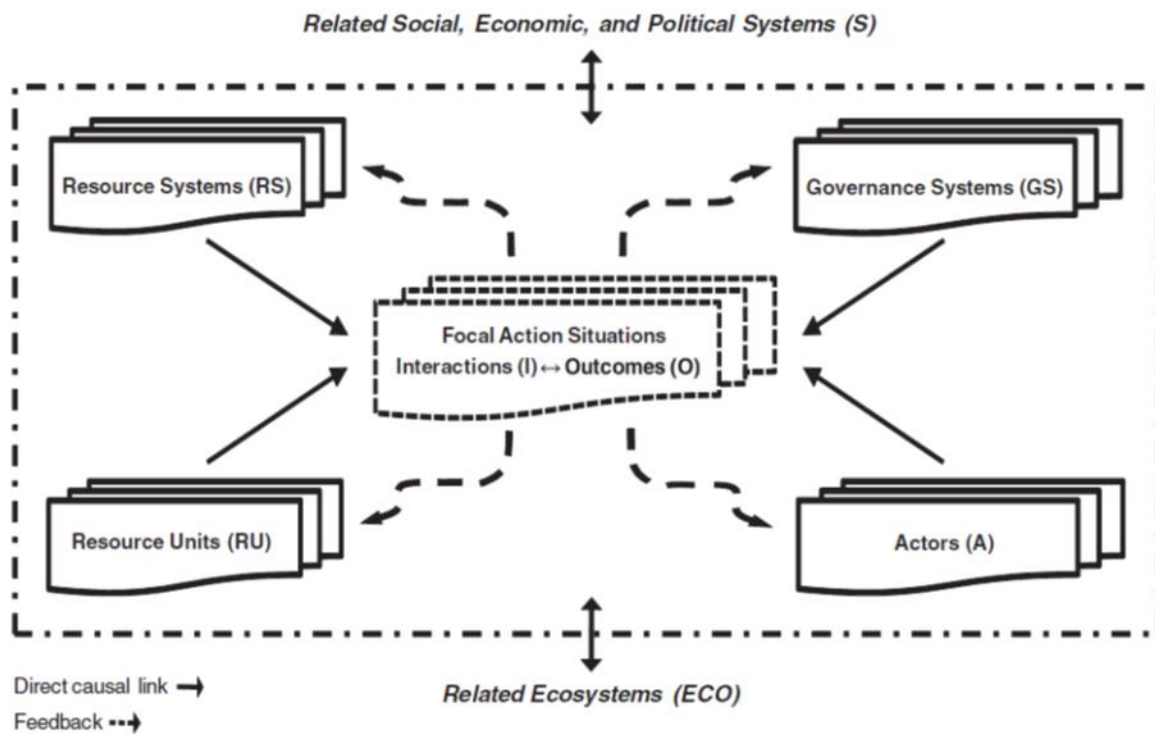 Related Social, Economic, and Political Systems (S)
Resource Systems (RS)
Governance Systems (GS)
Focal Action Situations
Interactions (I) ↔ Outcomes (O)
Resource Units (RU)
Actors (A)
Direct causal link
Related Ecosystems (ECO)
Feedback